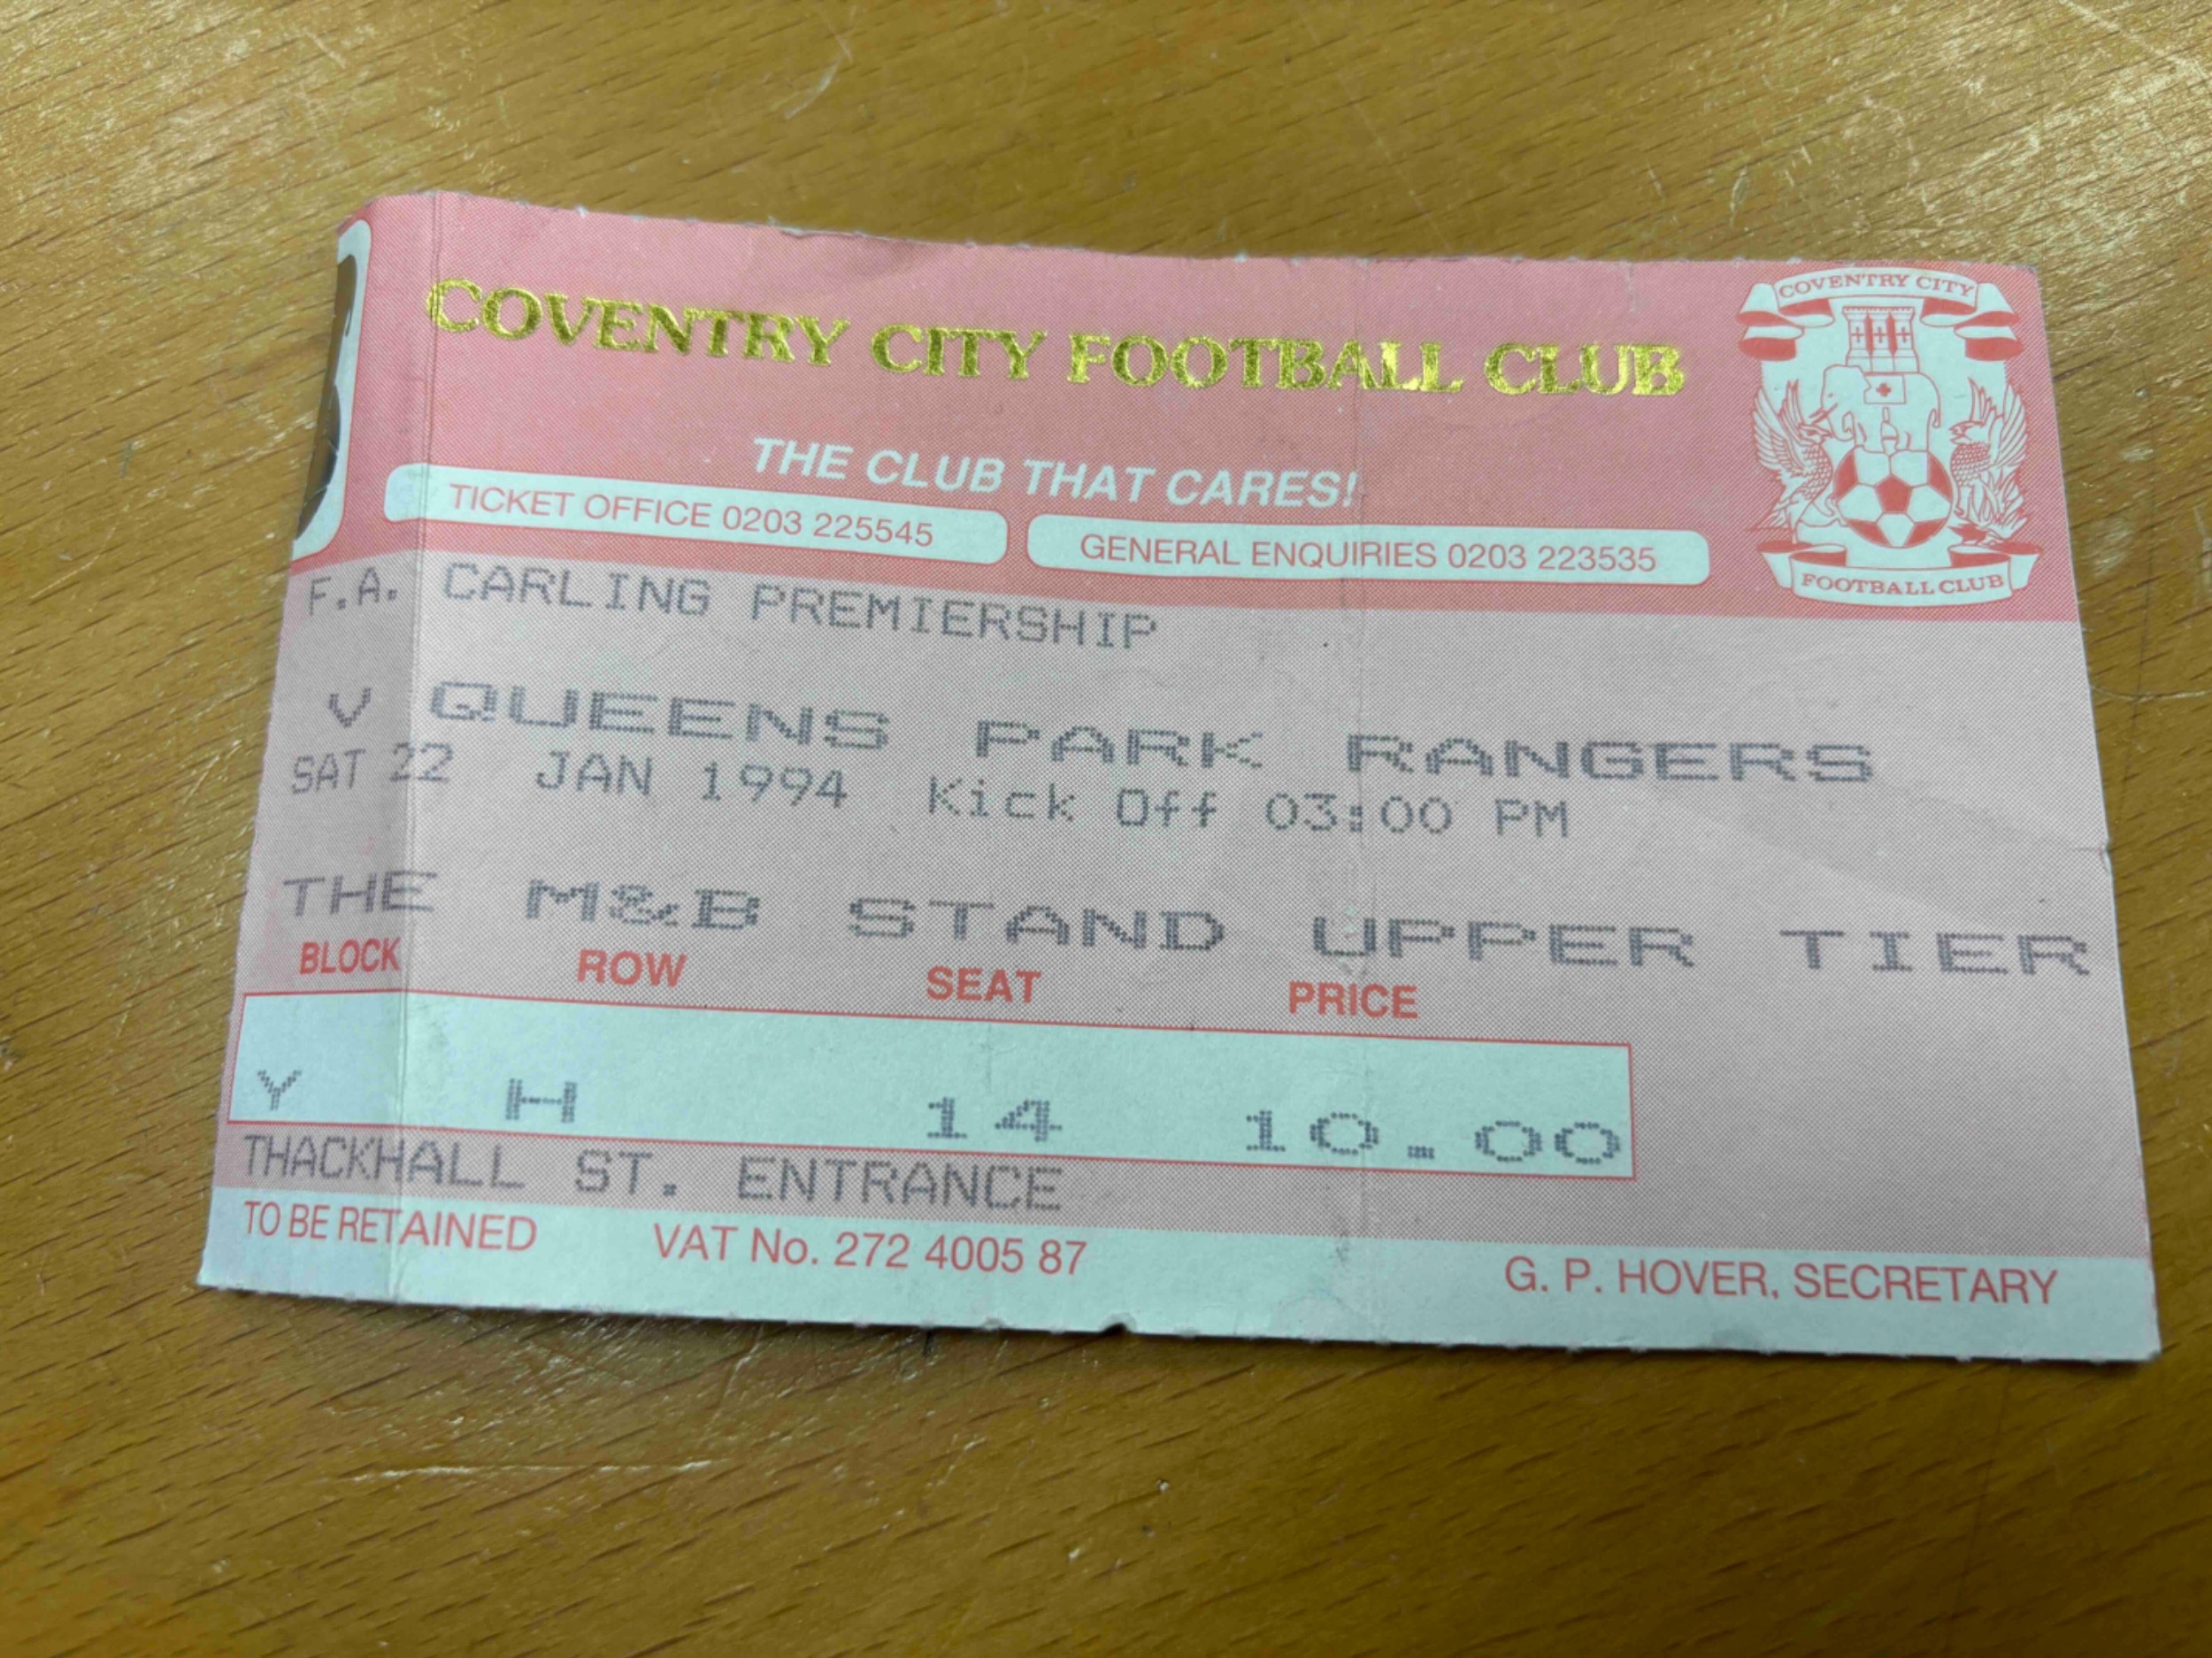 COVENTRY CITY FOOTBALL CLUB
COVENTRY CITY
FOOTBALL CLUB
THE CLUB THAT CARES!
TICKET OFFICE 0203 225545 GENERAL ENQUIRIES 0203 223535
F.A. CARLING PREMIERSHIP
V QUEENS PARK RANGERS
SAT 22 JAN 1994 Kick Off 03:00 PM
THE M&B STAND UPPER TIER
BLOCK ROW SEAT PRICE
Y H 14 10.00
THACKHALL ST. ENTRANCE
TO BE RETAINED VAT No. 272 4005 87 G. P. HOVER, SECRETARY